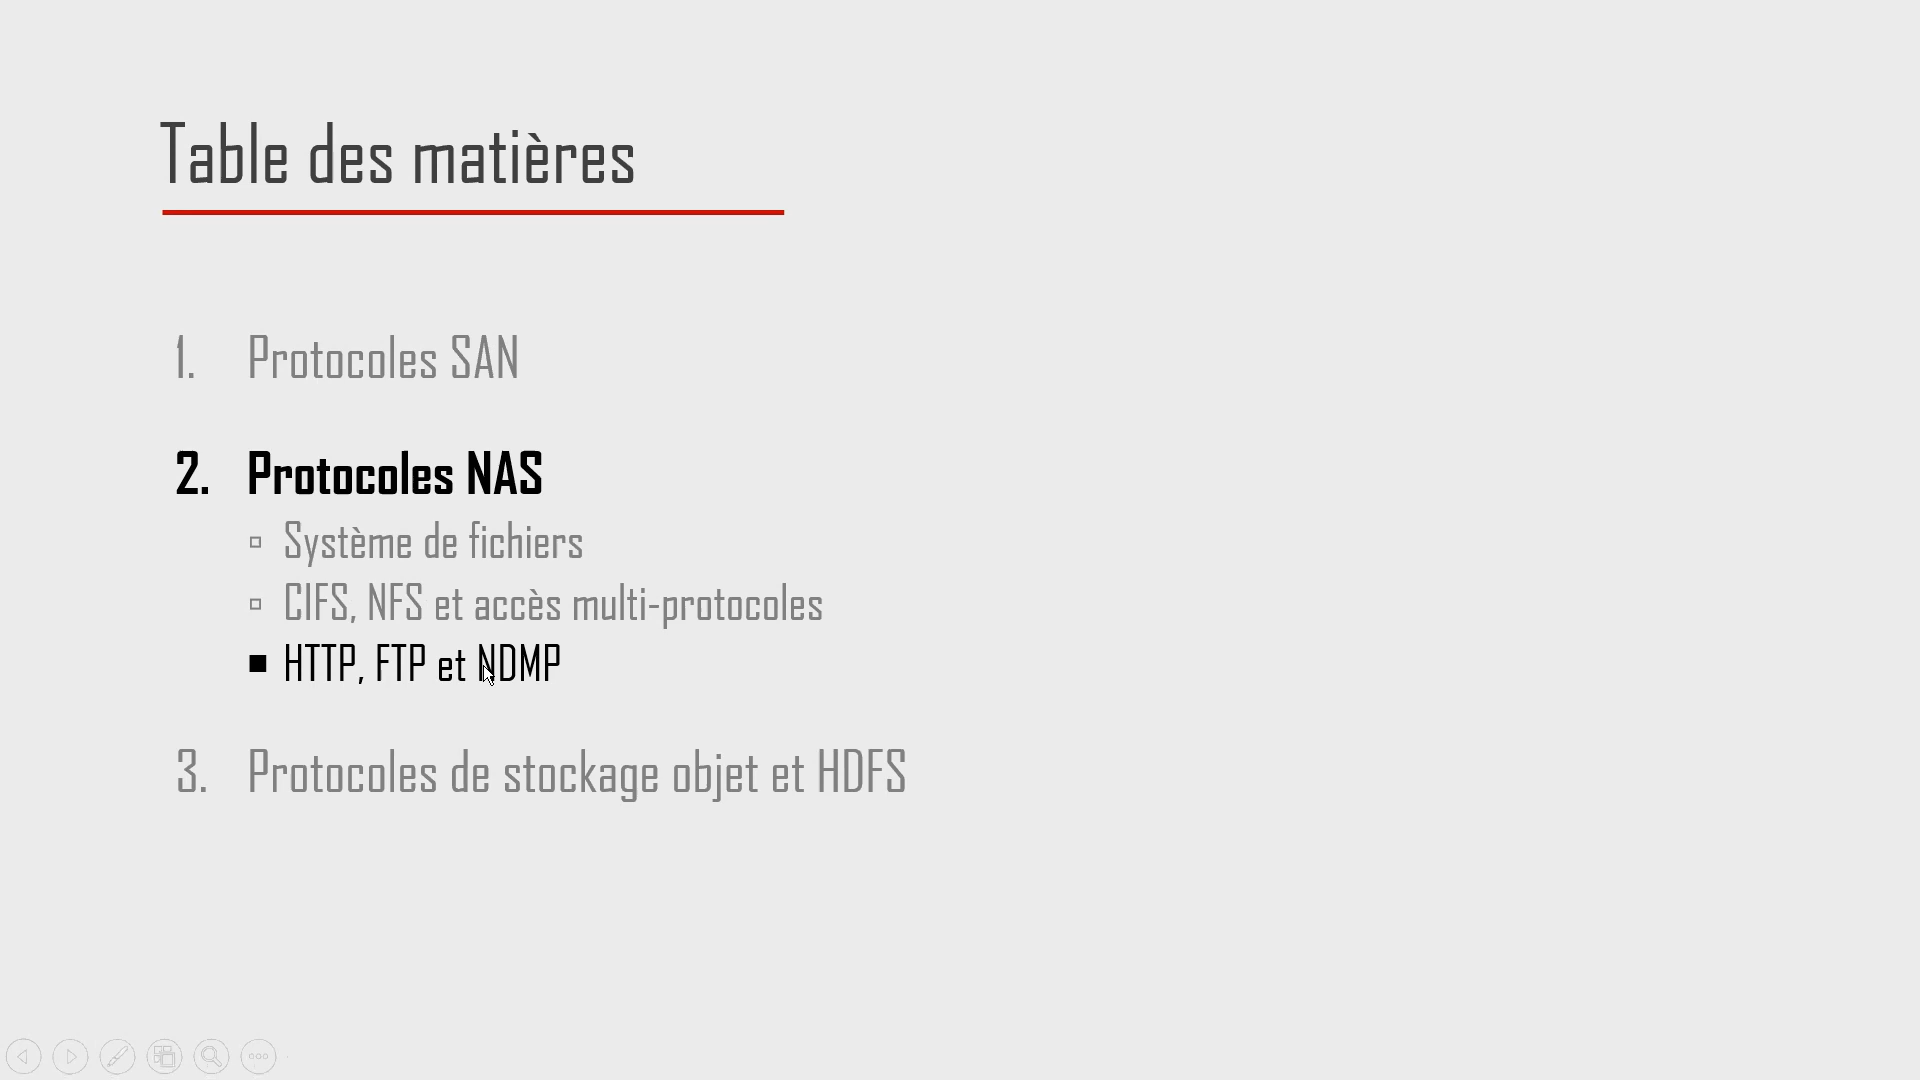 Table des matières
1. Protocoles SAN
2. Protocoles NAS
Système de fichiers
CIFS, NFS et accès multi-protocoles
HTTP, FTP et NDMP
3. Protocoles de stockage objet et HDFS